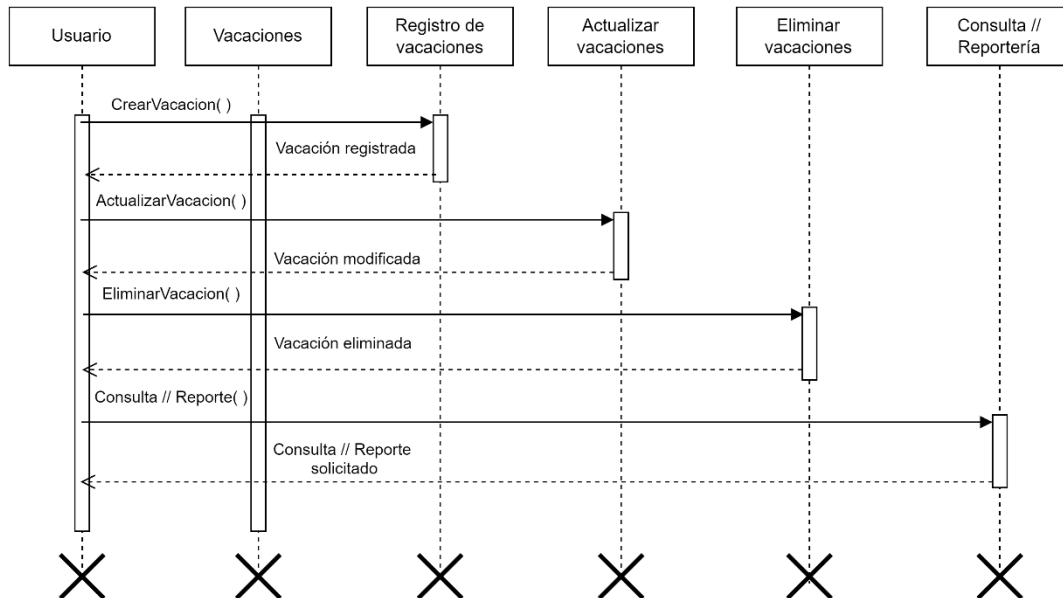 Usuario
Vacaciones
Registro de
vacaciones
Actualizar
vacaciones
Eliminar
vacaciones
Consulta //
Reportería
CrearVacacion( )
Vacación registrada
ActualizarVacacion( )
Vacación modificada
EliminarVacacion( )
Vacación eliminada
Consulta // Reporte( )
Consulta // Reporte
solicitado